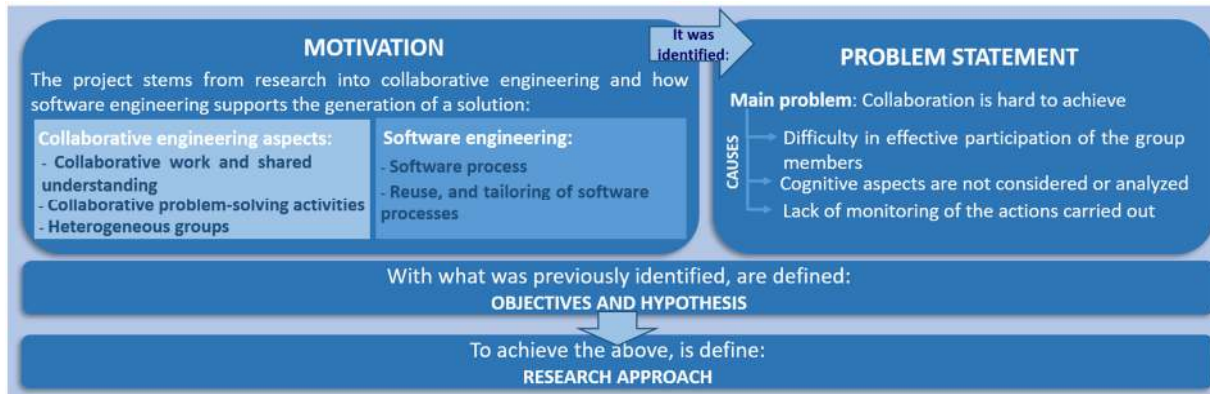 MOTIVATION
The project stems from research into collaborative engineering and how
software engineering supports the generation of a solution:
Collaborative engineering aspects:
- Collaborative work and shared
understanding
- Collaborative problem-solving activities
- Heterogeneous groups
Software engineering:
- Software process
- Reuse, and tailoring of software
processes
It was
identified:
PROBLEM STATEMENT
Main problem: Collaboration is hard to achieve
CAUSES
Difficulty in effective participation of the group
members
Cognitive aspects are not considered or analyzed
Lack of monitoring of the actions carried out
With what was previously identified, are defined:
OBJECTIVES AND HYPOTHESIS
To achieve the above, is define:
RESEARCH APPROACH